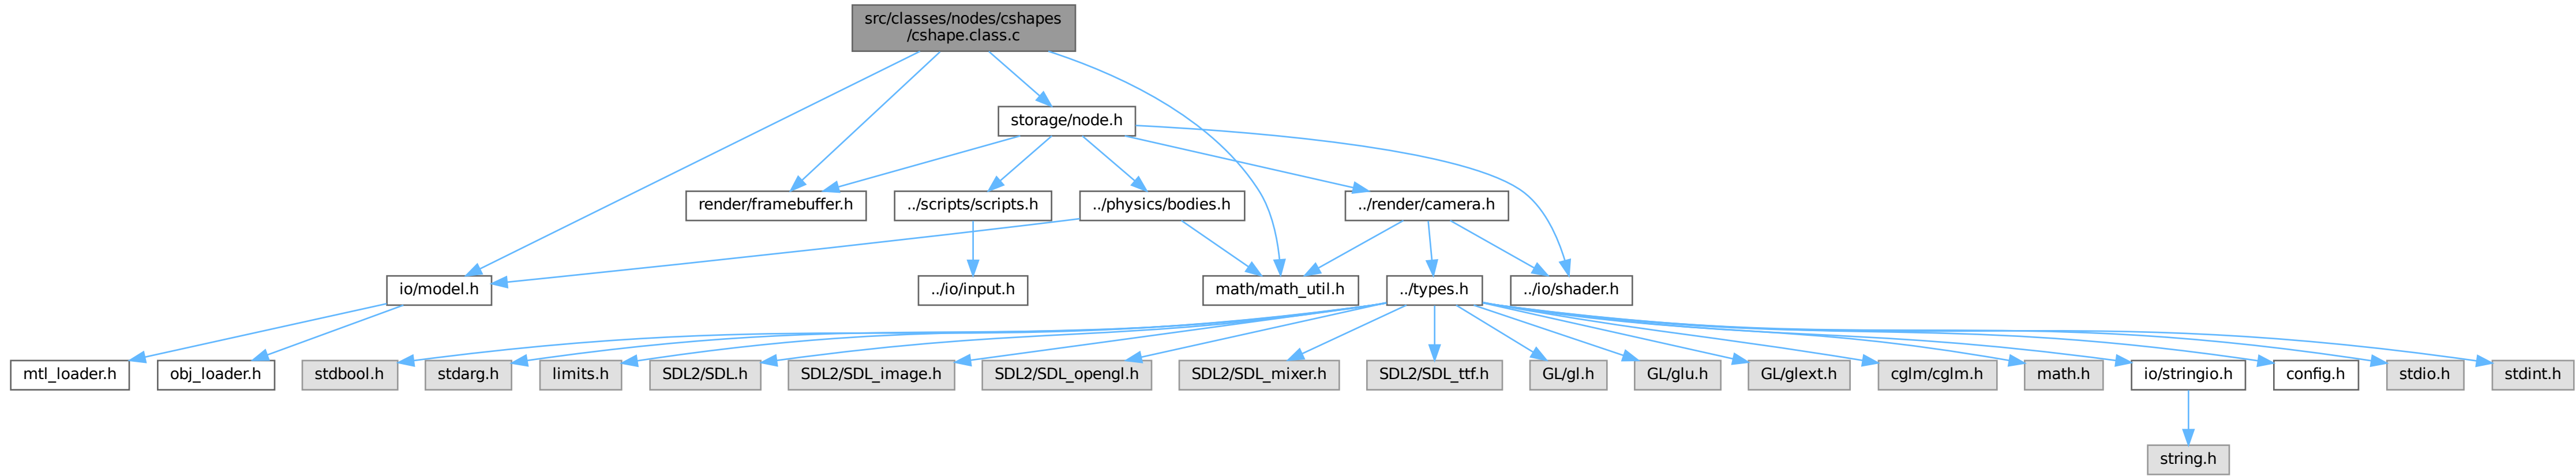 src/classes/nodes/cshapes
/cshape.class.c
storage/node.h
render/framebuffer.h
../scripts/scripts.h
../physics/bodies.h
../render/camera.h
io/model.h
../io/input.h
math/math_util.h
../types.h
../io/shader.h
mtl_loader.h
obj_loader.h
stdbool.h
stdarg.h
limits.h
SDL2/SDL.h
SDL2/SDL_image.h
SDL2/SDL_opengl.h
SDL2/SDL_mixer.h
SDL2/SDL_ttf.h
GL/gl.h
GL/glu.h
GL/glext.h
cglm/cglm.h
math.h
io/stringio.h
config.h
stdio.h
stdint.h
string.h